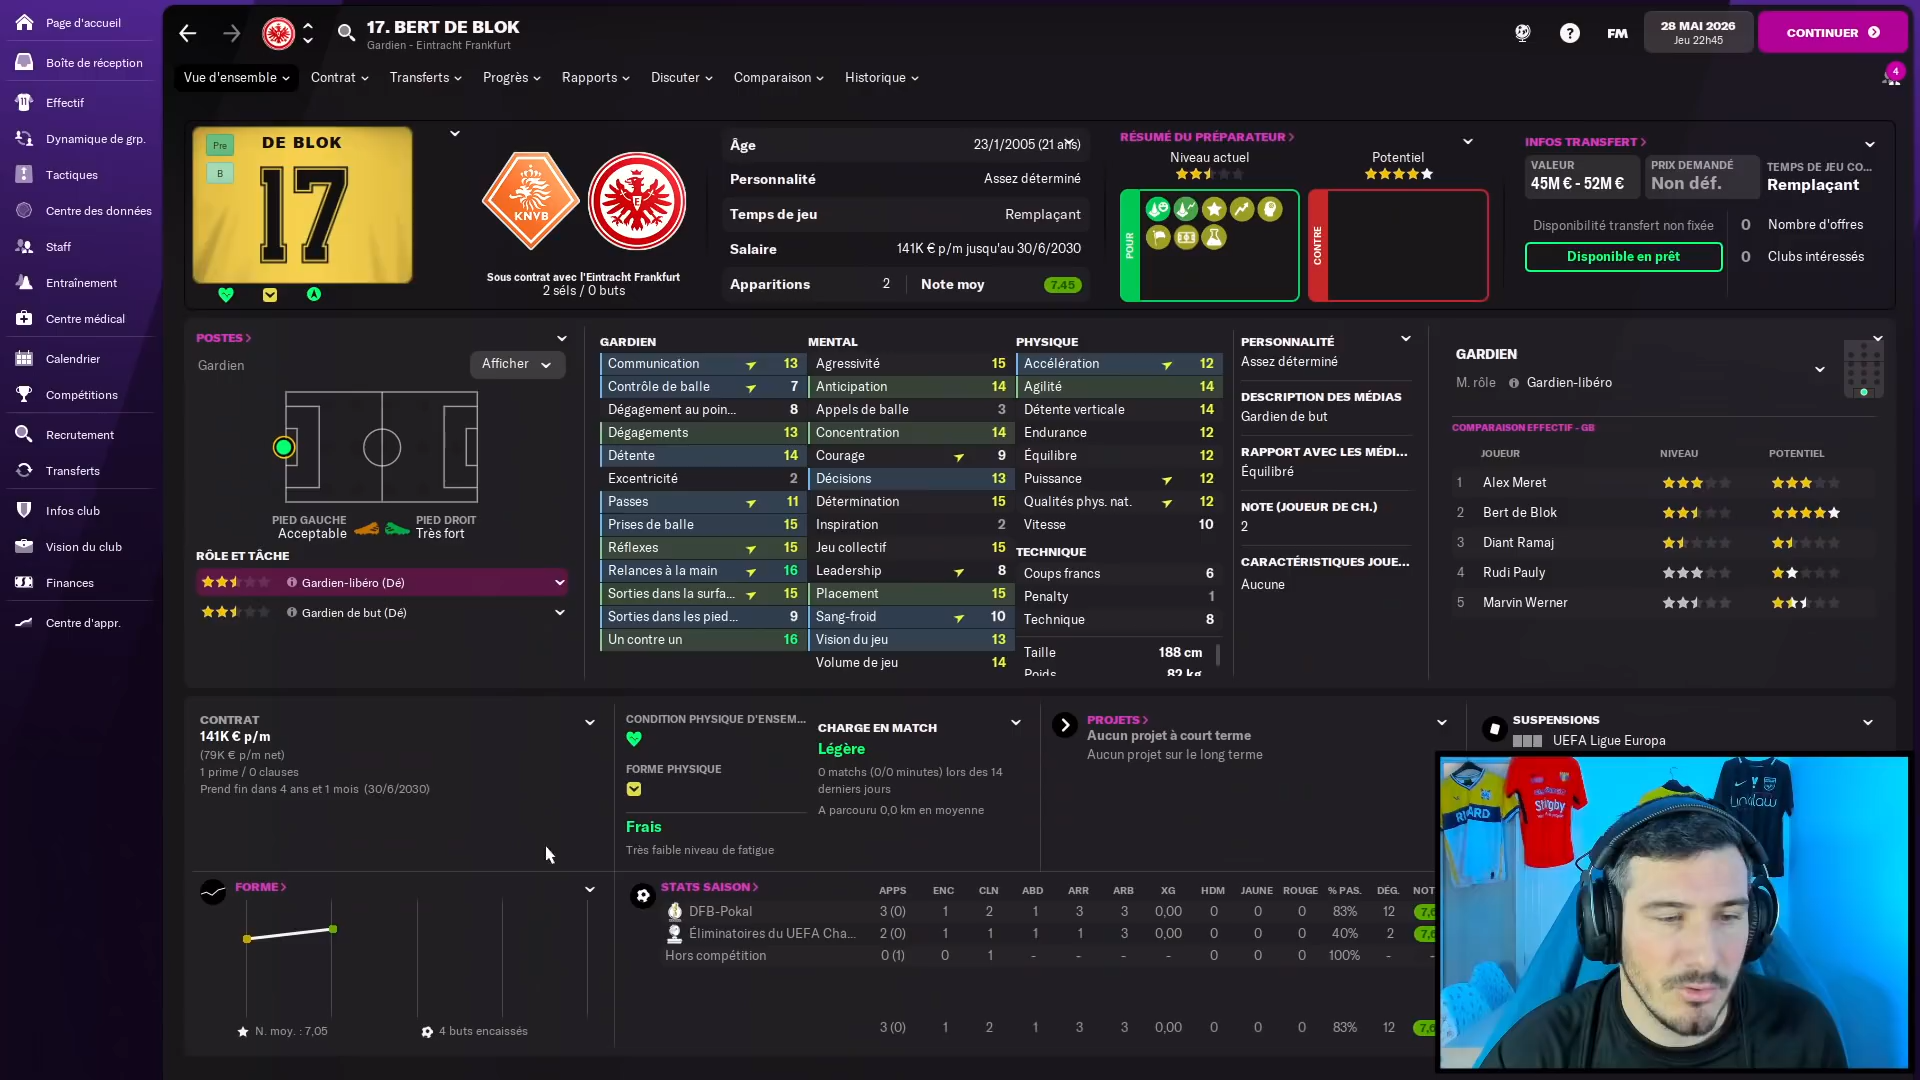 Page d'accueil
Boîte de réception
Effectif
Dynamique de grp.
Tactiques
Centre des données
Staff
Entraînement
Centre médical
Calendrier
Compétitions
Recrutement
Transferts
Infos club
Vision du club
Finances
Centre d'appr.
17. BERT DE BLOK
Gardien - Eintracht Frankfurt
FM
28 MAI 2026
Jeu 22h45
CONTINUER
4
Vue d'ensemble
Contrat
Transferts
Progrès
Rapports
Discuter
Comparaison
Historique
Pre
B
DE BLOK
17
KNVB
Sous contrat avec l'Eintracht Frankfurt
2 séls / 0 buts
Âge 23/1/2005 (21 ans)
Personnalité Assez déterminé
Temps de jeu Remplaçant
Salaire 141K € p/m jusqu'au 30/6/2030
Apparitions 2 Note moy 7.45
RÉSUMÉ DU PRÉPARATEUR
Niveau actuel
Potentiel
POUR
CONTRE
INFOS TRANSFERT
VALEUR
45M € - 52M €
PRIX DEMANDÉ
Non déf.
TEMPS DE JEU CO...
Remplaçant
Disponibilité transfert non fixée
Disponible en prêt
0 Nombre d'offres
0 Clubs intéressés
POSTES
Gardien
Afficher
PIED GAUCHE
Acceptable
PIED DROIT
Très fort
RÔLE ET TÂCHE
Gardien-libéro (Dé)
Gardien de but (Dé)
GARDIEN
Communication 13
Contrôle de balle 7
Dégagement au poin... 8
Dégagements 13
Détente 14
Excentricité 2
Passes 11
Prises de balle 15
Réflexes 15
Relances à la main 16
Sorties dans la surfa... 15
Sorties dans les pied... 9
Un contre un 16
MENTAL
Agressivité 15
Anticipation 14
Appels de balle 3
Concentration 14
Courage 9
Décisions 13
Détermination 15
Inspiration 2
Jeu collectif 15
Leadership 8
Placement 15
Sang-froid 10
Vision du jeu 13
Volume de jeu 14
PHYSIQUE
Accélération 12
Agilité 14
Détente verticale 14
Endurance 12
Équilibre 12
Puissance 12
Qualités phys. nat. 12
Vitesse 10
TECHNIQUE
Coups francs 6
Penalty 1
Technique 8
Taille 188 cm
Poids 82 kg
PERSONNALITÉ
Assez déterminé
DESCRIPTION DES MÉDIAS
Gardien de but
RAPPORT AVEC LES MÉDI...
Équilibré
NOTE (JOUEUR DE CH.)
2
CARACTÉRISTIQUES JOUE...
Aucune
GARDIEN
M. rôle Gardien-libéro
COMPARAISON EFFECTIF - GB
JOUEUR NIVEAU POTENTIEL
1 Alex Meret
2 Bert de Blok
3 Diant Ramaj
4 Rudi Pauly
5 Marvin Werner
CONTRAT
141K € p/m
(79K € p/m net)
1 prime / 0 clauses
Prend fin dans 4 ans et 1 mois (30/6/2030)
CONDITION PHYSIQUE D'ENSEM...
FORME PHYSIQUE
Frais
Très faible niveau de fatigue
CHARGE EN MATCH
Légère
0 matchs (0/0 minutes) lors des 14
derniers jours
A parcouru 0,0 km en moyenne
PROJETS
Aucun projet à court terme
Aucun projet sur le long terme
SUSPENSIONS
UEFA Ligue Europa
FORME
N. moy. : 7,05
4 buts encaissés
STATS SAISON
APPS ENC CLN ABD ARR ARB XG HDM JAUNE ROUGE % PAS. DÉG. NOT
DFB-Pokal 3 (0) 1 2 1 3 3 0,00 0 0 0 83% 12 7,6
Éliminatoires du UEFA Cha... 2 (0) 1 1 1 1 3 0,00 0 0 0 40% 2
Hors compétition 0 (1) 0 1 - - - - 0 0 0 100% - -
3 (0) 1 2 1 3 3 0,00 0 0 0 83% 12 7,6